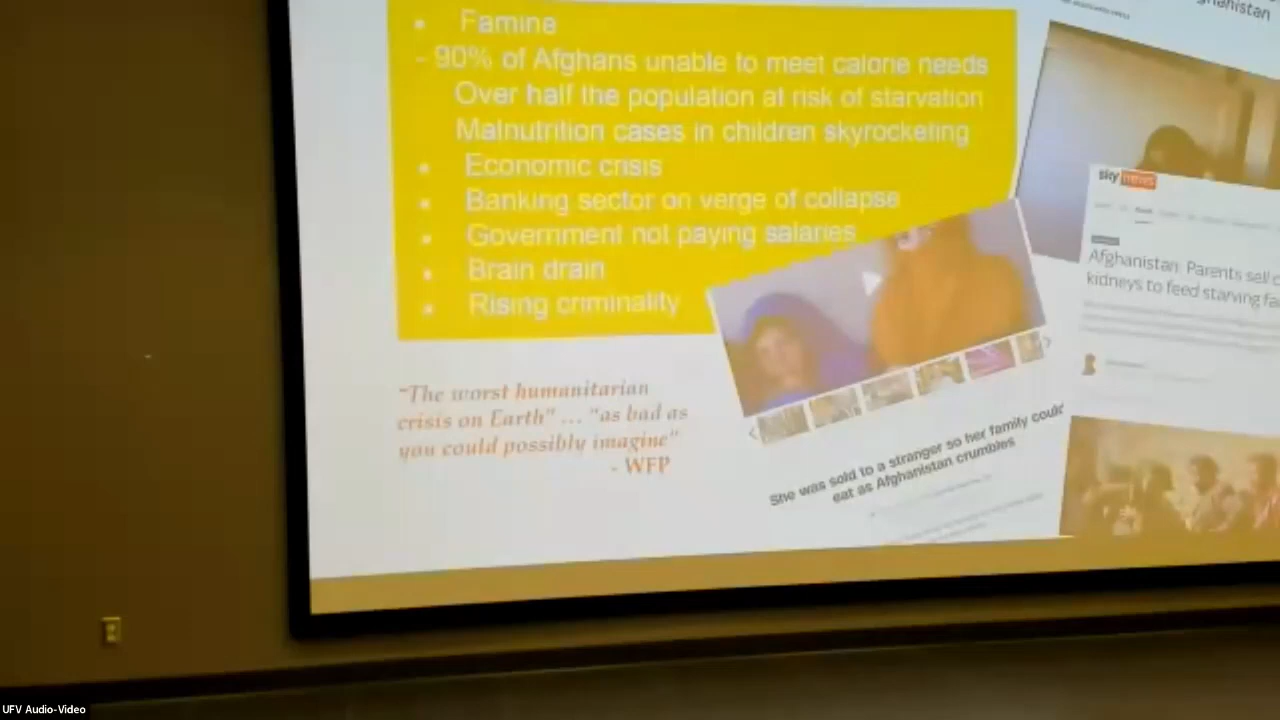 • Famine
- 90% of Afghans unable to meet calorie needs
Over half the population at risk of starvation
Malnutrition cases in children skyrocketing
• Economic crisis
• Banking sector on verge of collapse
• Government not paying salaries
• Brain drain
• Rising criminality
"The worst humanitarian
crisis on Earth" ... "as bad as
you could possibly imagine"
- WFP
She was sold to a stranger so her family could
eat as Afghanistan crumbles
sky news
Afghanistan: Parents sell
kidneys to feed starving
UFV Audio-Video